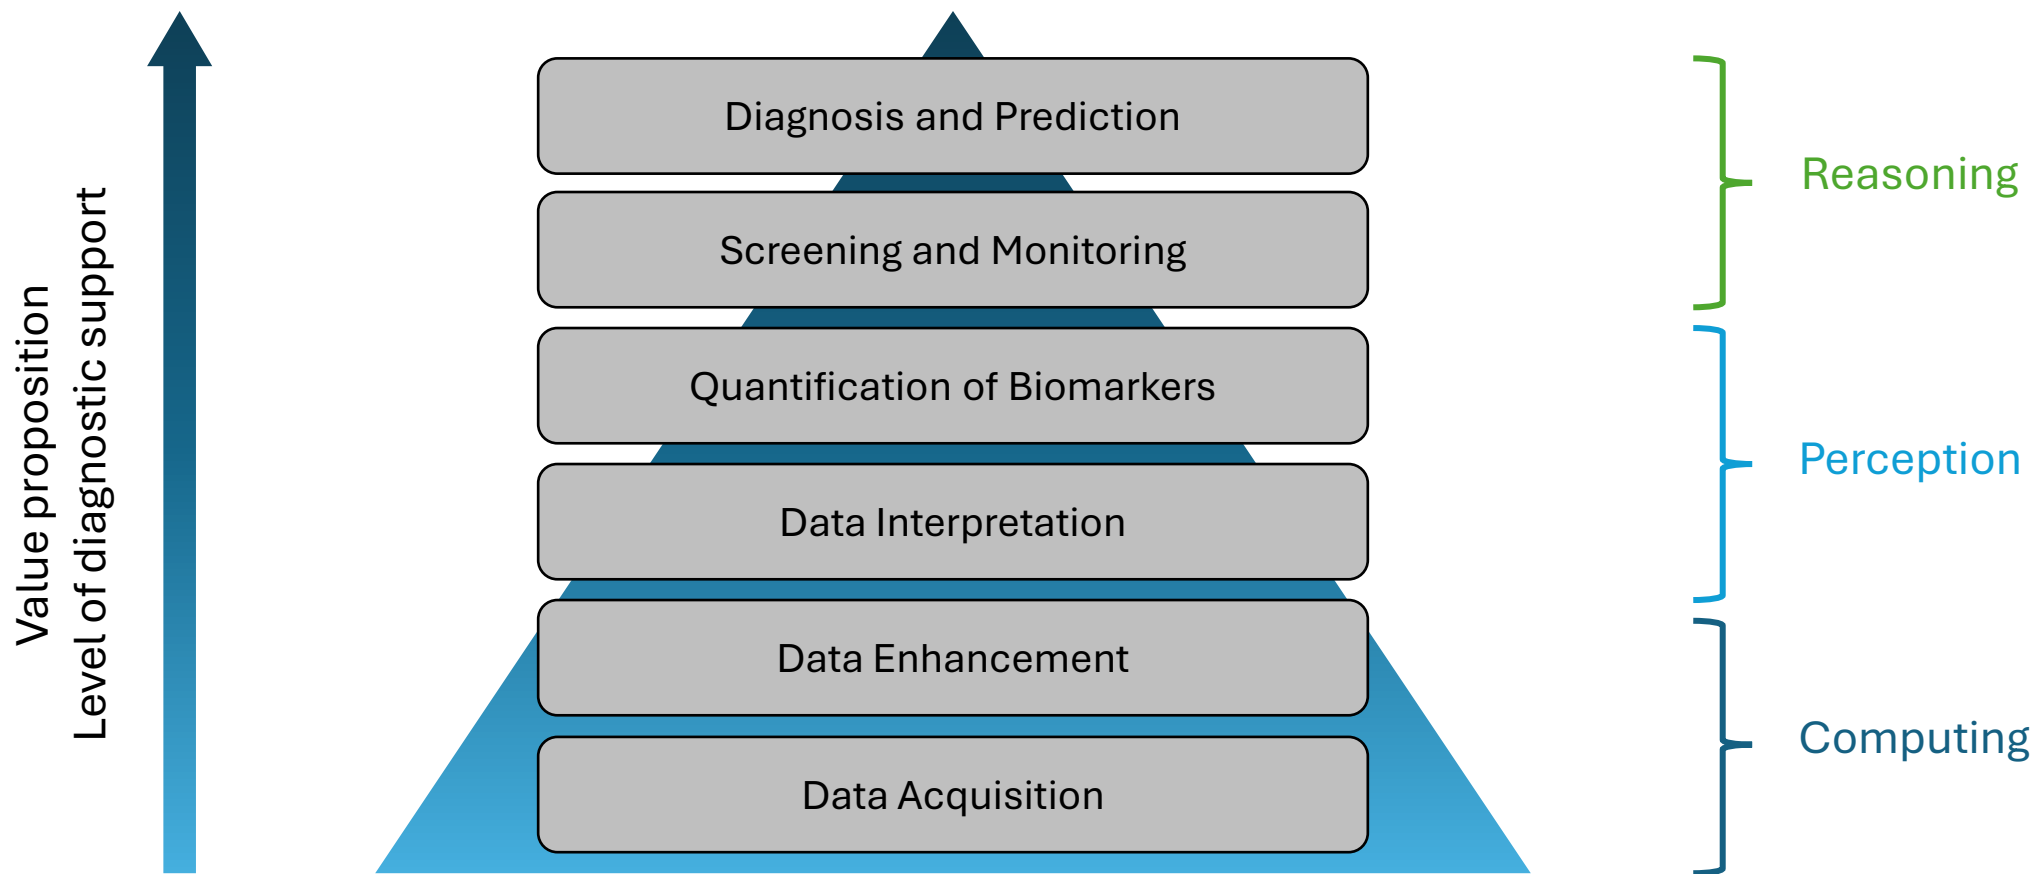 Value proposition
Level of diagnostic support
Diagnosis and Prediction
Screening and Monitoring
Quantification of Biomarkers
Data Interpretation
Data Enhancement
Data Acquisition
Reasoning
Perception
Computing